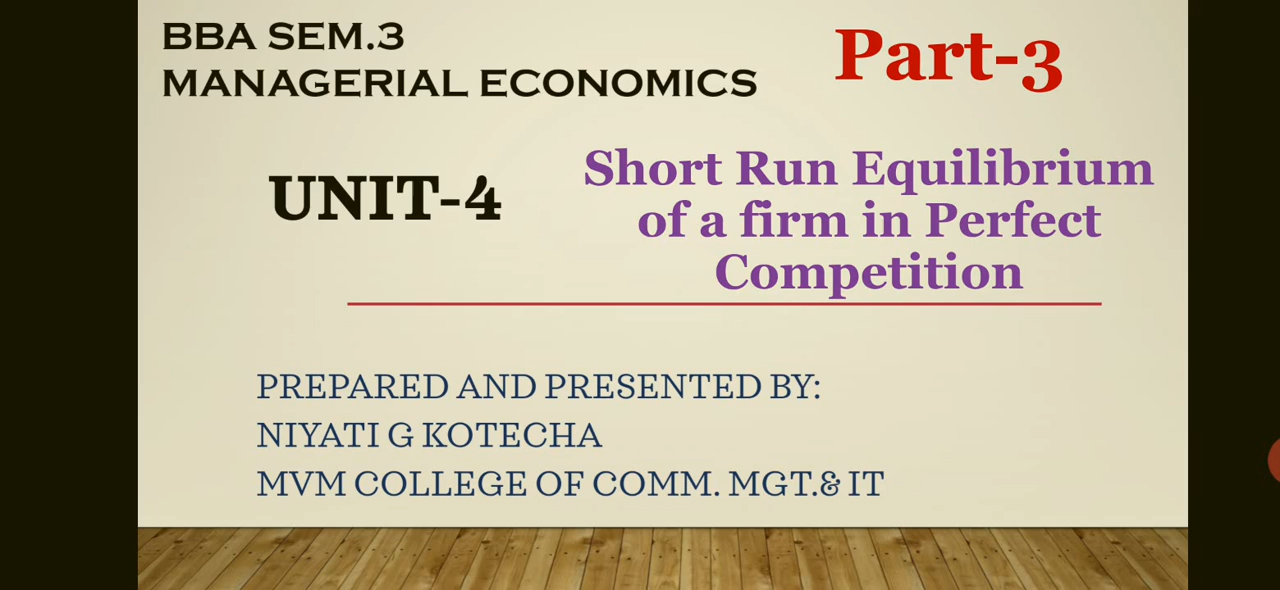 BBA SEM.3
MANAGERIAL ECONOMICS
Part-3
UNIT-4
Short Run Equilibrium
of a firm in Perfect
Competition
PREPARED AND PRESENTED BY:
NIYATI G KOTECHA
MVM COLLEGE OF COMM. MGT.& IT